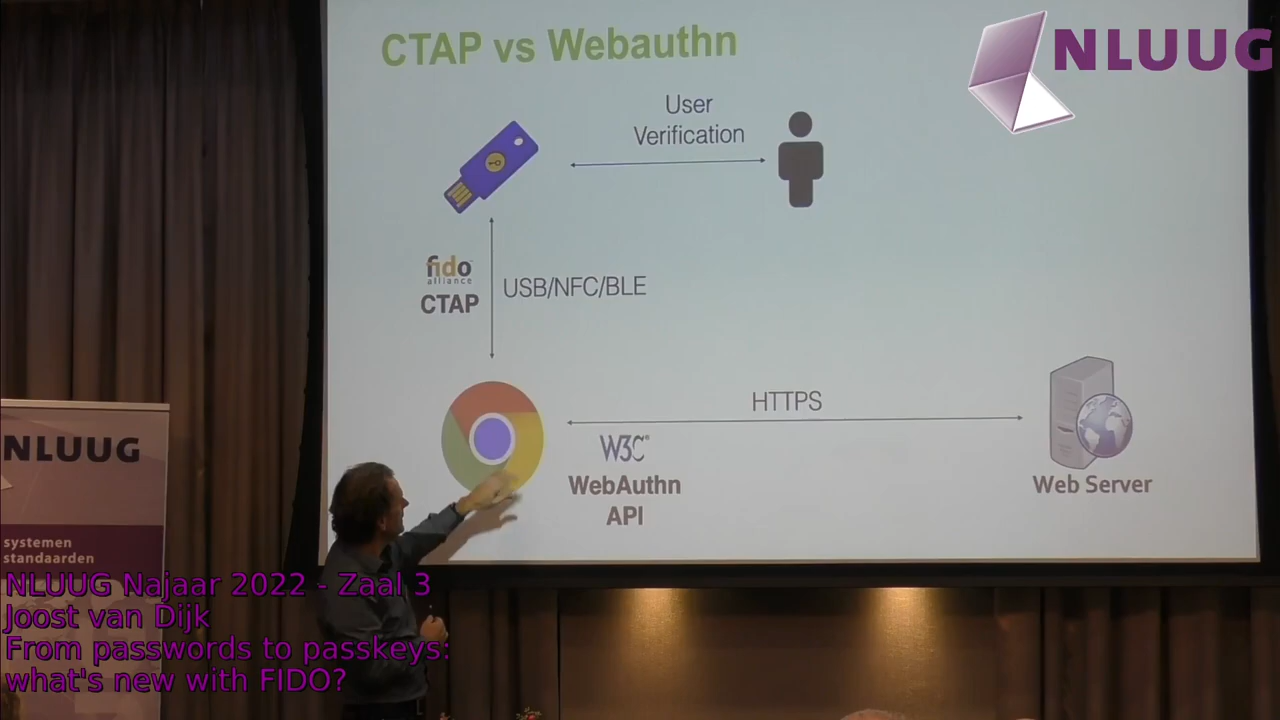 CTAP vs Webauthn
NLUUG
User
Verification
fido
alliance
CTAP
USB/NFC/BLE
HTTPS
W3C
WebAuthn
API
Web Server
NLUUG
systemen
standaarden
NLUUG Najaar 2022 - Zaal 3
Joost van Dijk
From passwords to passkeys:
what's new with FIDO?